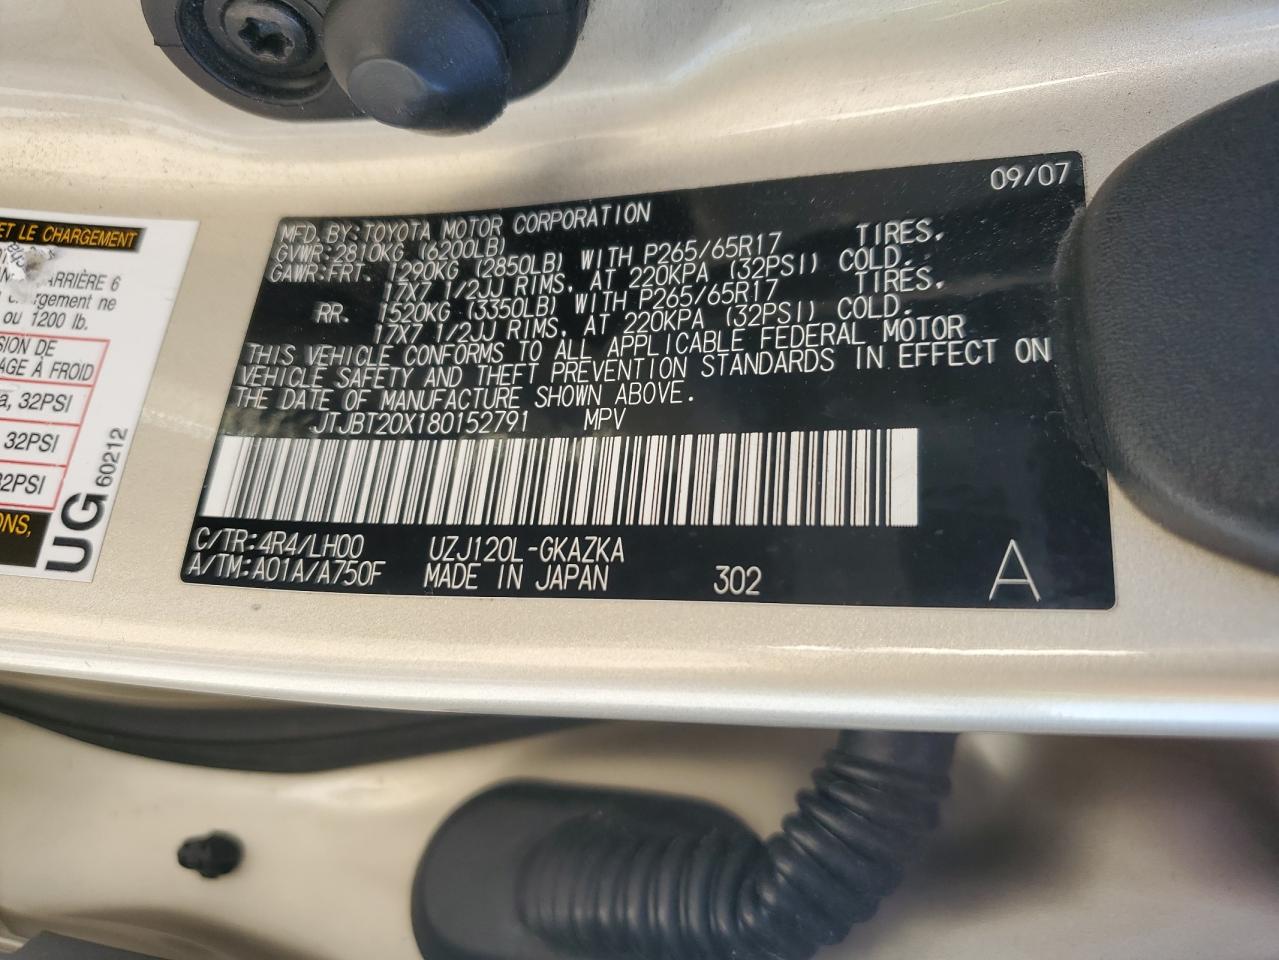 ET LE CHARGEMENT
ARRIÈRE 6
gement ne
ou 1200 lb.
SION DE
AGE À FROID
a, 32PSI
32PSI
32PSI
ONS,
UG
60212
09/07
MFD. BY: TOYOTA MOTOR CORPORATION
GVWR: 2810KG (6200LB)
GAWR: FRT. 1290KG (2850LB) WITH P265/65R17 TIRES,
17X7 1/2JJ RIMS, AT 220KPA (32PSI) COLD.
RR. 1520KG (3350LB) WITH P265/65R17 TIRES,
17X7 1/2JJ RIMS, AT 220KPA (32PSI) COLD.
THIS VEHICLE CONFORMS TO ALL APPLICABLE FEDERAL MOTOR
VEHICLE SAFETY AND THEFT PREVENTION STANDARDS IN EFFECT ON
THE DATE OF MANUFACTURE SHOWN ABOVE.
JTJBT20X180152791 MPV
C/TR: 4R4/LH00 UZJ120L-GKAZKA
A/TM: A01A/A750F MADE IN JAPAN 302 A